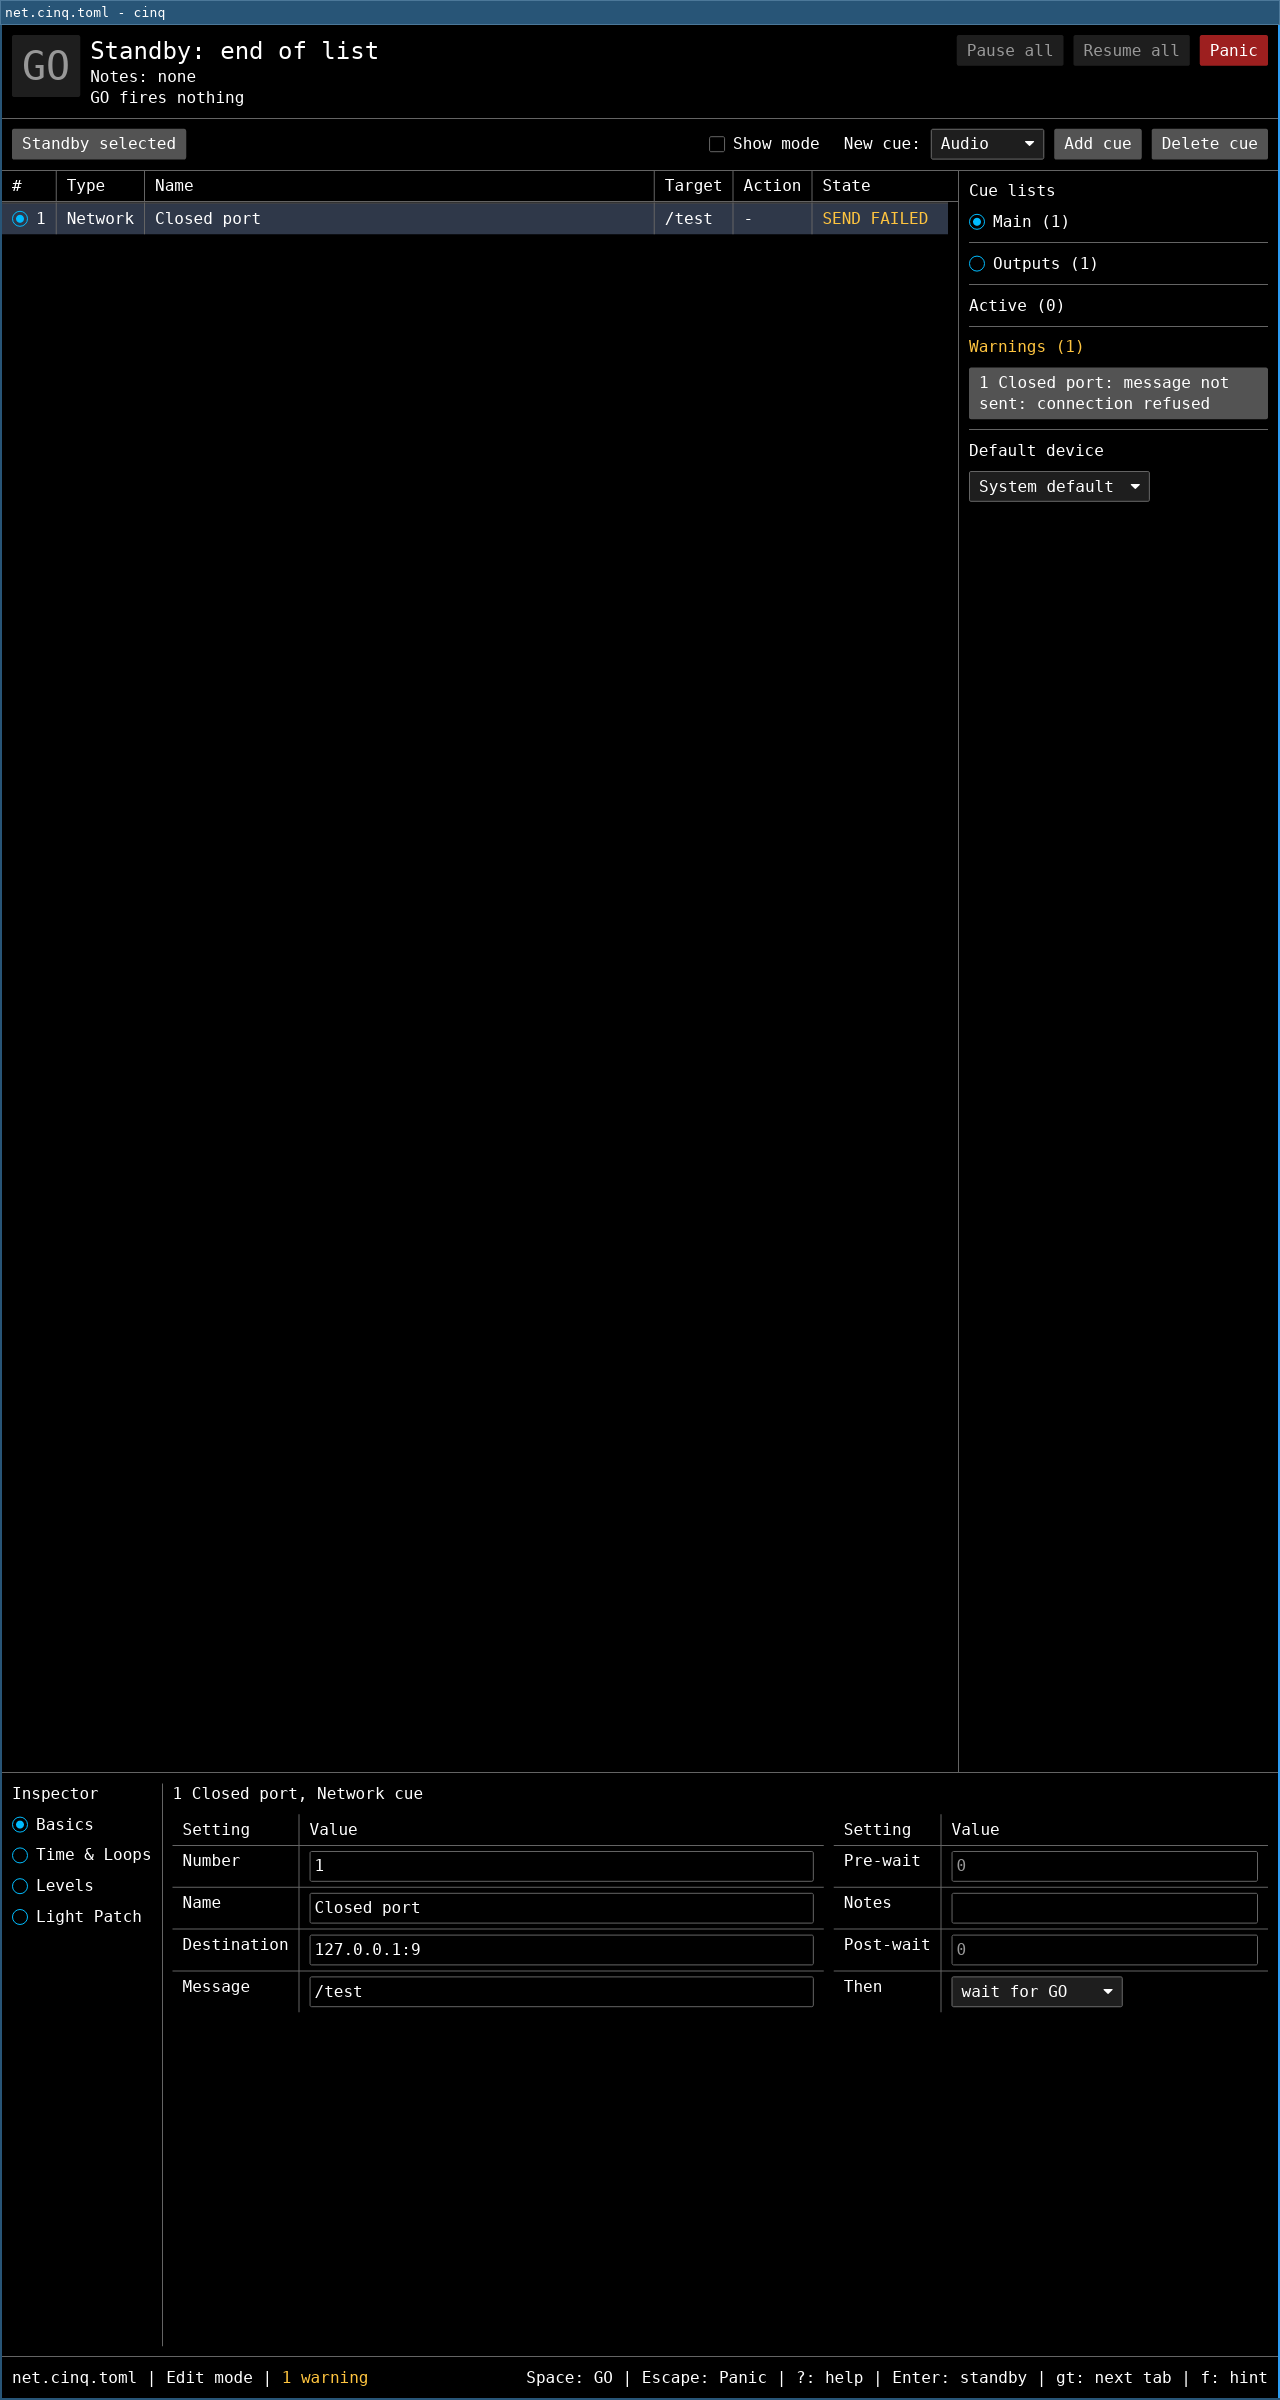 net.cinq.toml - cinq
GO
Standby: end of list
Notes: none
GO fires nothing
Pause all
Resume all
Panic
Standby selected
Show mode
New cue:
Audio
Add cue
Delete cue
# Type Name Target Action State
1 Network Closed port /test - SEND FAILED
Cue lists
Main (1)
Outputs (1)
Active (0)
Warnings (1)
1 Closed port: message not
sent: connection refused
Default device
System default
Inspector
Basics
Time & Loops
Levels
Light Patch
1 Closed port, Network cue
Setting Value
Number 1
Name Closed port
Destination 127.0.0.1:9
Message /test
Setting Value
Pre-wait 0
Notes
Post-wait 0
Then wait for GO
net.cinq.toml | Edit mode | 1 warning
Space: GO | Escape: Panic | ?: help | Enter: standby | gt: next tab | f: hint